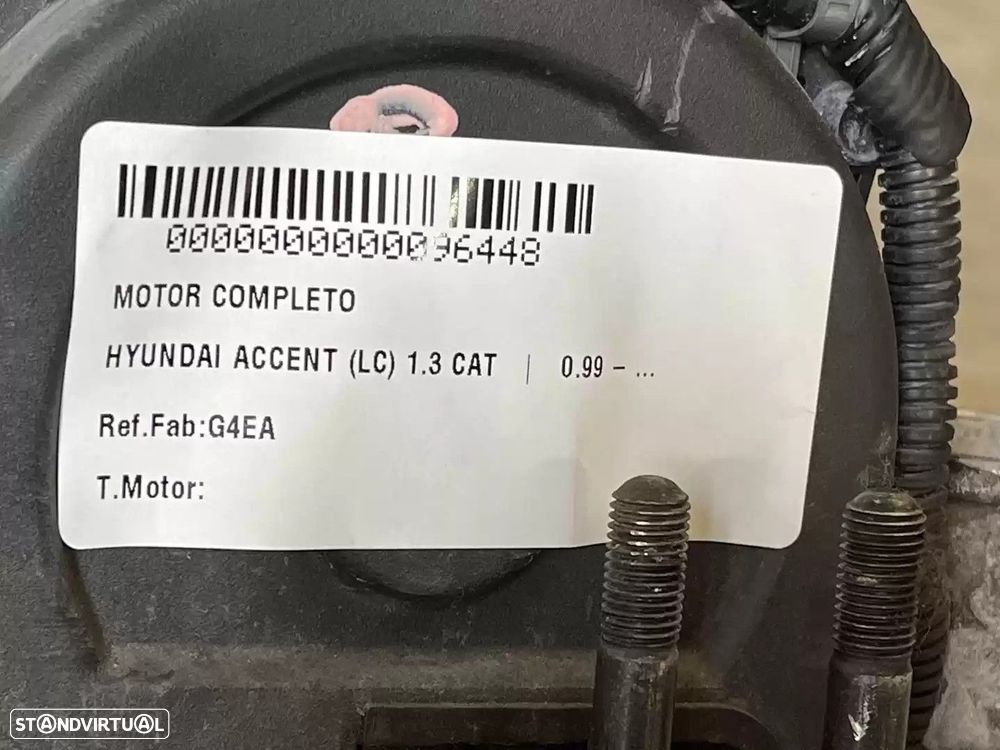 0000000000096448
MOTOR COMPLETO
HYUNDAI ACCENT (LC) 1.3 CAT | 0.99 - ...
Ref.Fab:G4EA
T.Motor:
STANDVIRTUAL